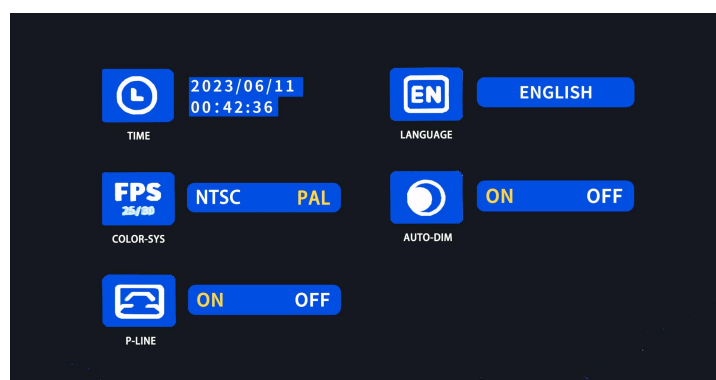 2023/06/11
00:42:36
TIME
EN
ENGLISH
LANGUAGE
FPS
25/30
NTSC PAL
COLOR-SYS
ON OFF
AUTO-DIM
ON OFF
P-LINE